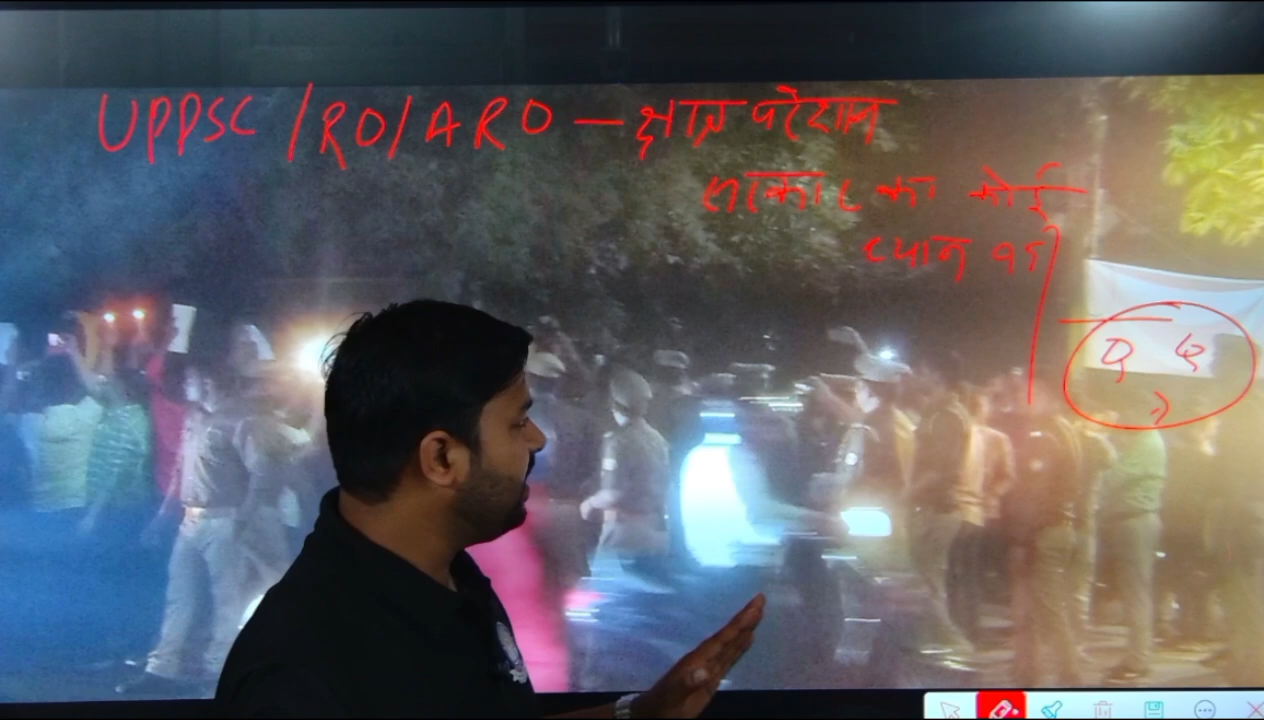 UPPSC / RO / ARO – क्षात्र परेशान
सरकार का कोई
ध्यान नहीं